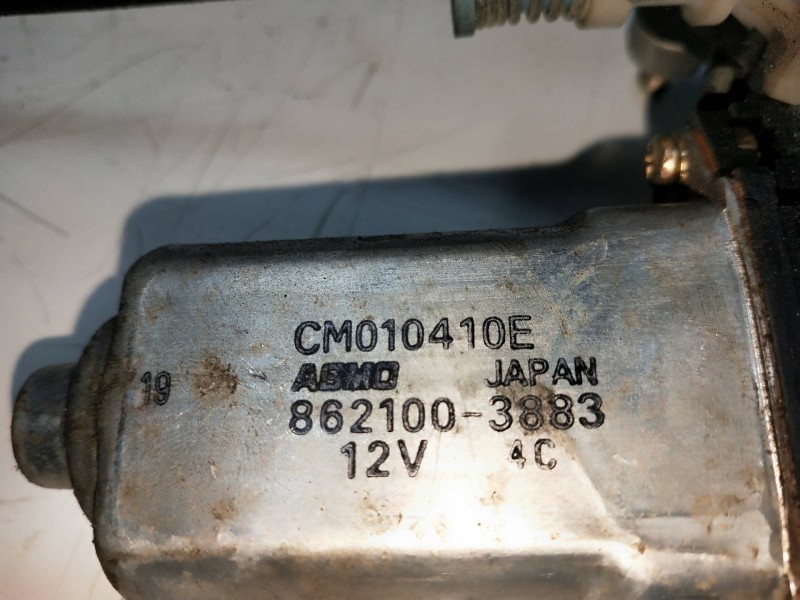 CM010410E
19 ASMO JAPAN
862100-3883
12V 4C